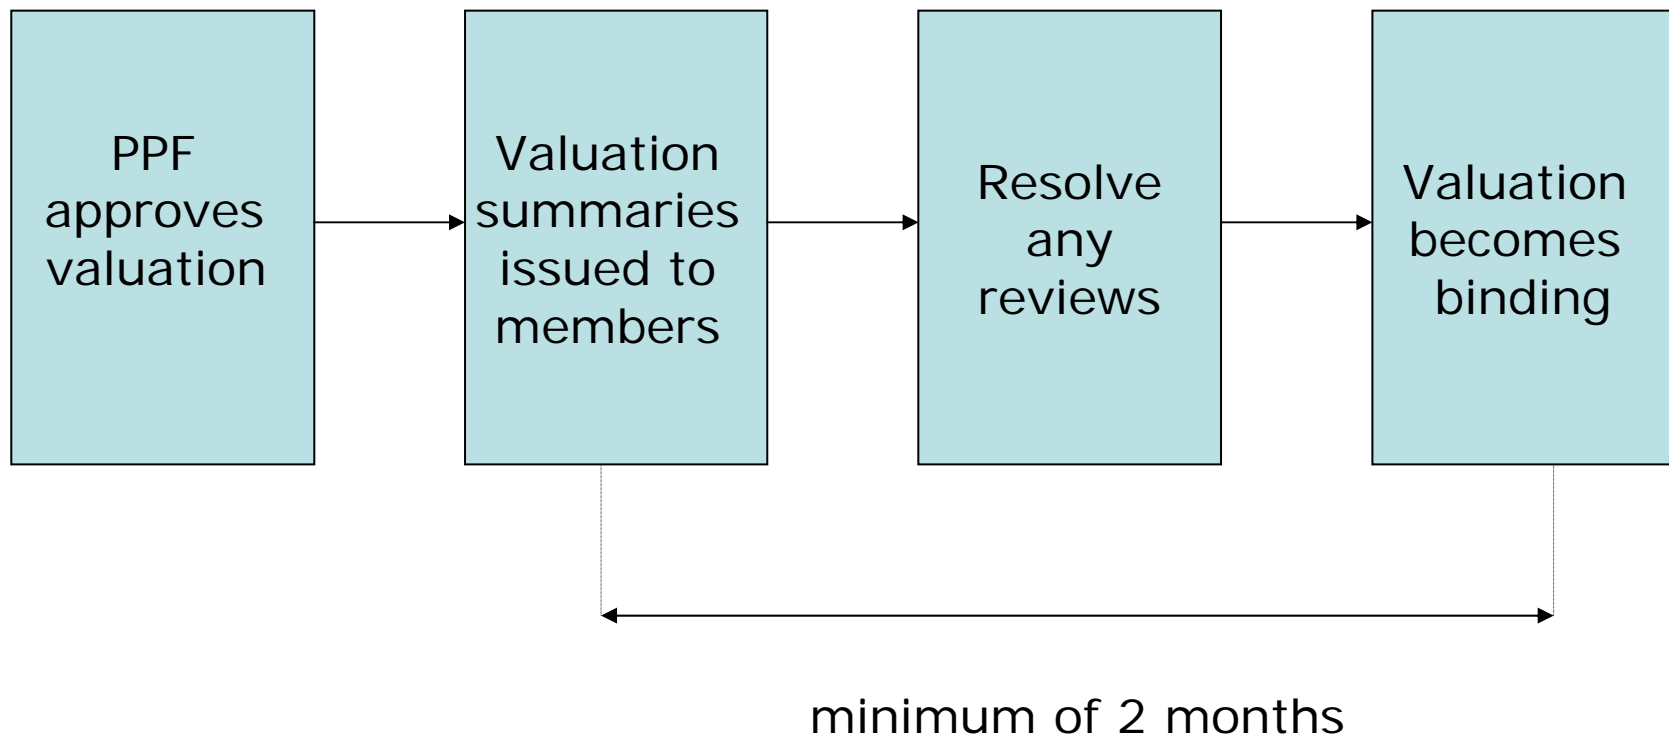 PPF
approves
valuation
Valuation
summaries
issued to
members
Resolve
any
reviews
Valuation
becomes
binding
minimum of 2 months